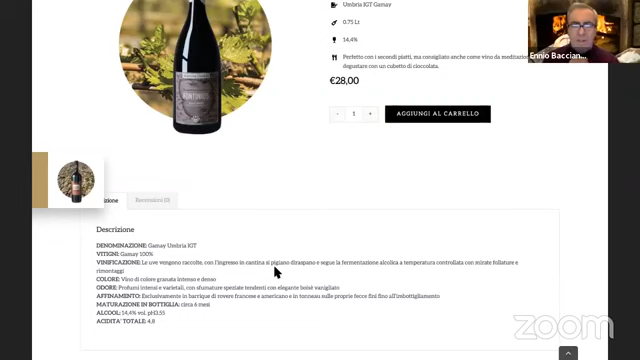 Umbria IGT Gamay
0.75 Lt
14,4%
Perfetto con i secondi piatti, ma consigliato anche come vino da meditazione
degustare con un cubetto di cioccolata.
€28,00
- 1 +
AGGIUNGI AL CARRELLO
Ennio Baccian...
zione
Recensioni (0)
Descrizione
DENOMINAZIONE: Gamay Umbria IGT
VITIGNI: Gamay 100%
VINIFICAZIONE: Le uve vengono raccolte, con l'ingresso in cantina si pigiano diraspano e segue la fermentazione alcolica a temperatura controllata con mirate follature e
rimontaggi
COLORE: Vino di colore granata intenso e denso
ODORE: Profumi intensi e varietali, con sfumature speziate tendenti con elegante boisè vanigliato
AFFINAMENTO: Esclusivamente in barrique di rovere francese e americano e in tonneau sulle proprie focce fini fino all'imbottigliamento
MATURAZIONE IN BOTTIGLIA: circa 6 mesi
ALCOOL: 14,4% vol. pH3.55
ACIDITA' TOTALE: 4,8
zoom